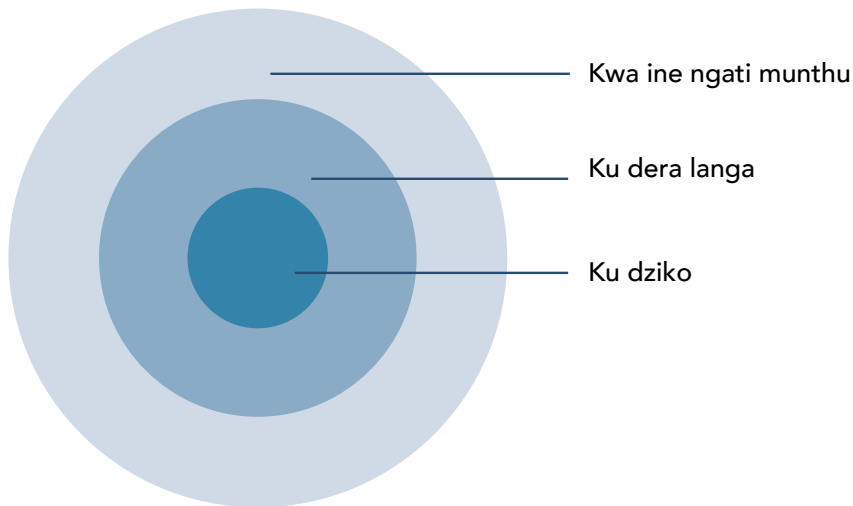 Kwa ine ngati munthu
Ku dera langa
Ku dziko